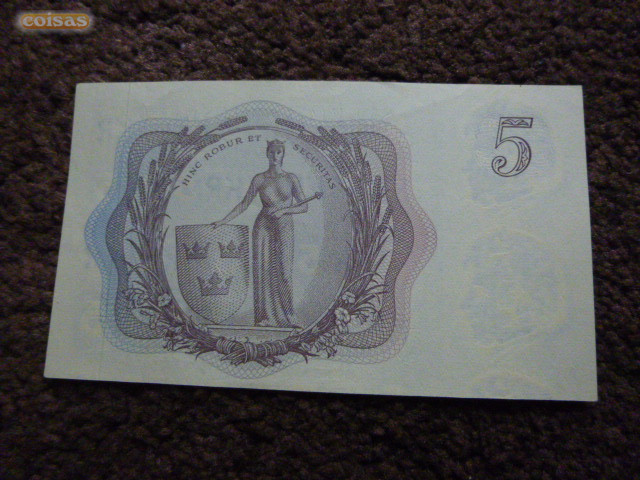 coisas
HINC ROBUR ET SECURITAS
5